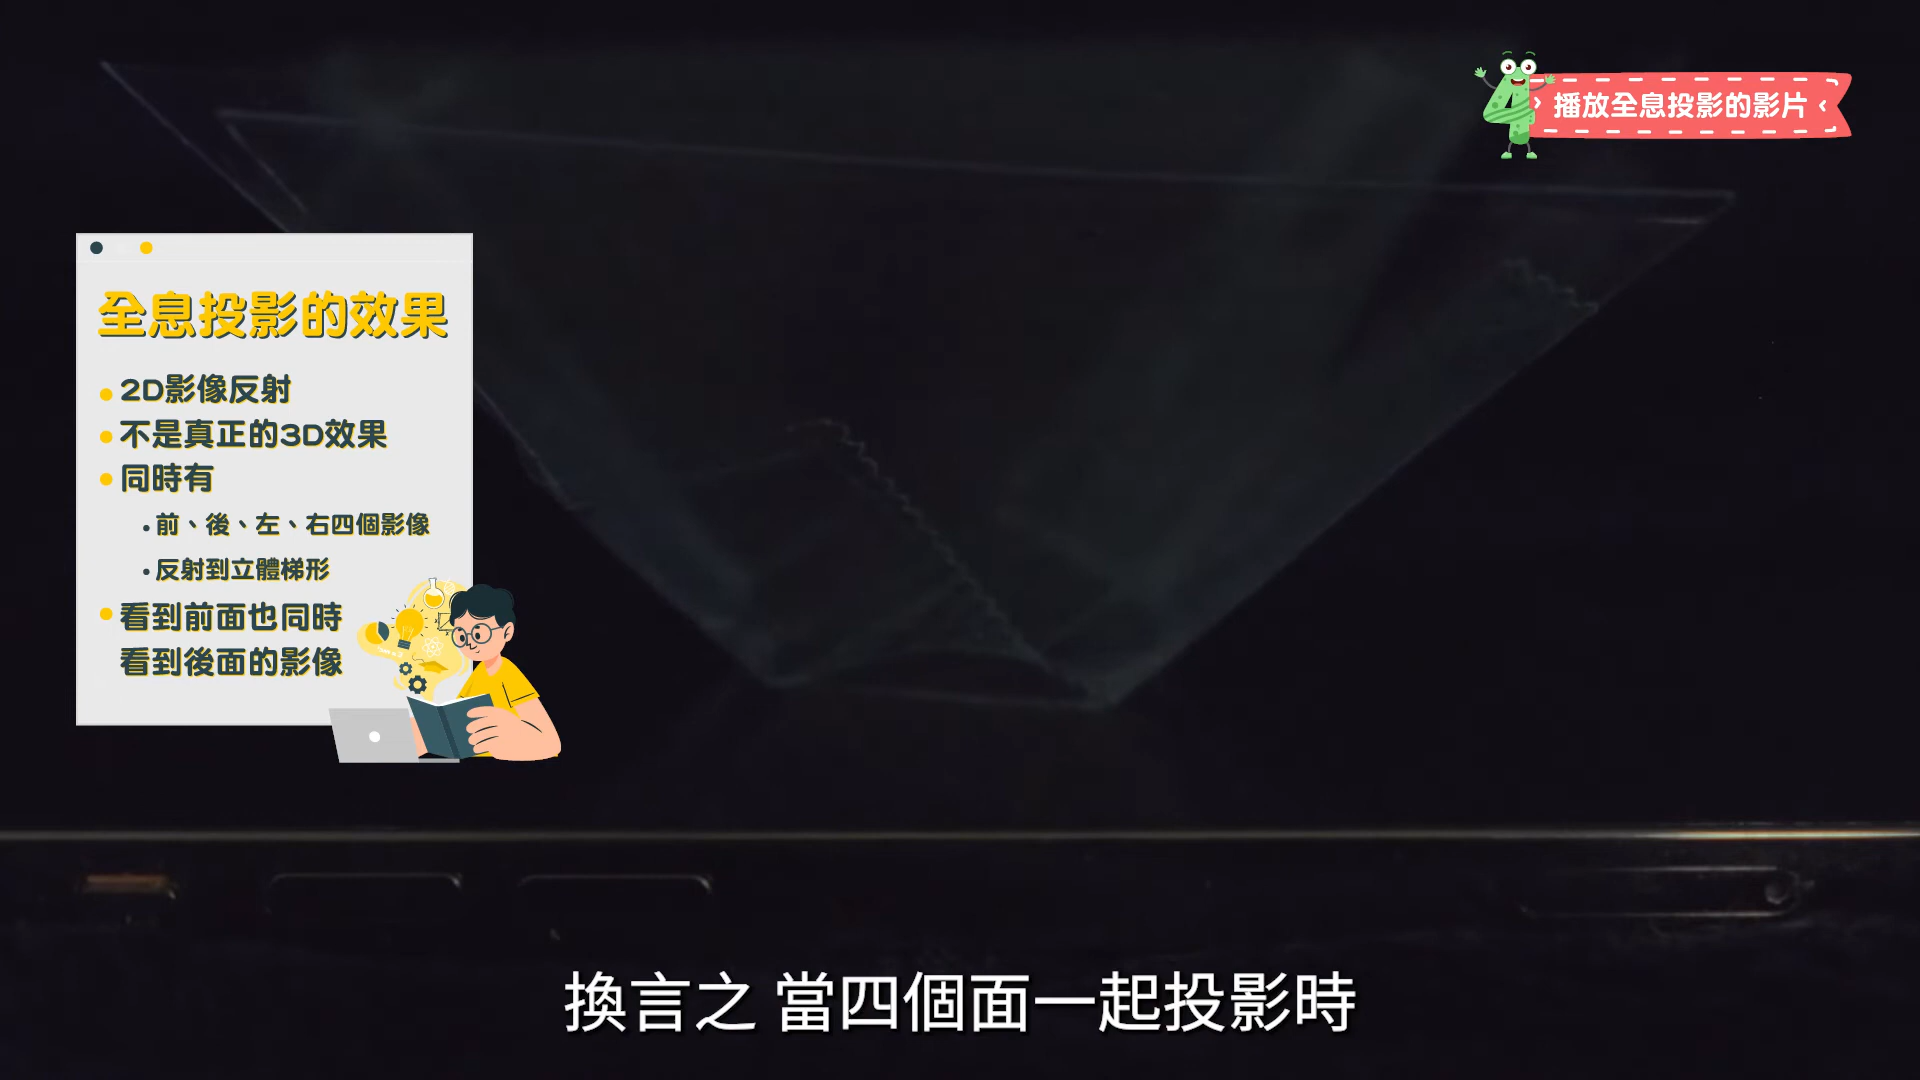 4
播放全息投影的影片
全息投影的效果
2D影像反射
不是真正的3D效果
同時有
前、後、左、右四個影像
反射到立體梯形
看到前面也同時
看到後面的影像
換言之 當四個面一起投影時